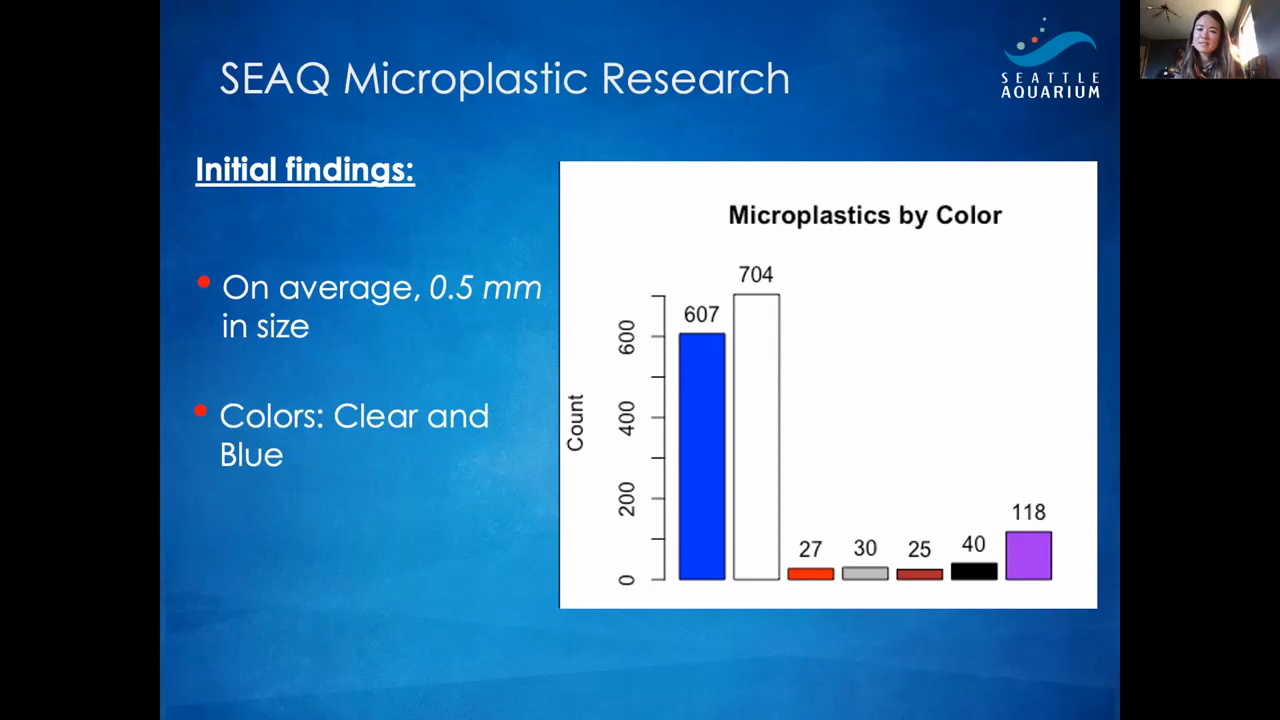 SEAQ Microplastic Research
SEATTLE
AQUARIUM
Initial findings:
On average, 0.5 mm
in size
Colors: Clear and
Blue
Microplastics by Color
Count
0
200
400
600
607
704
27
30
25
40
118